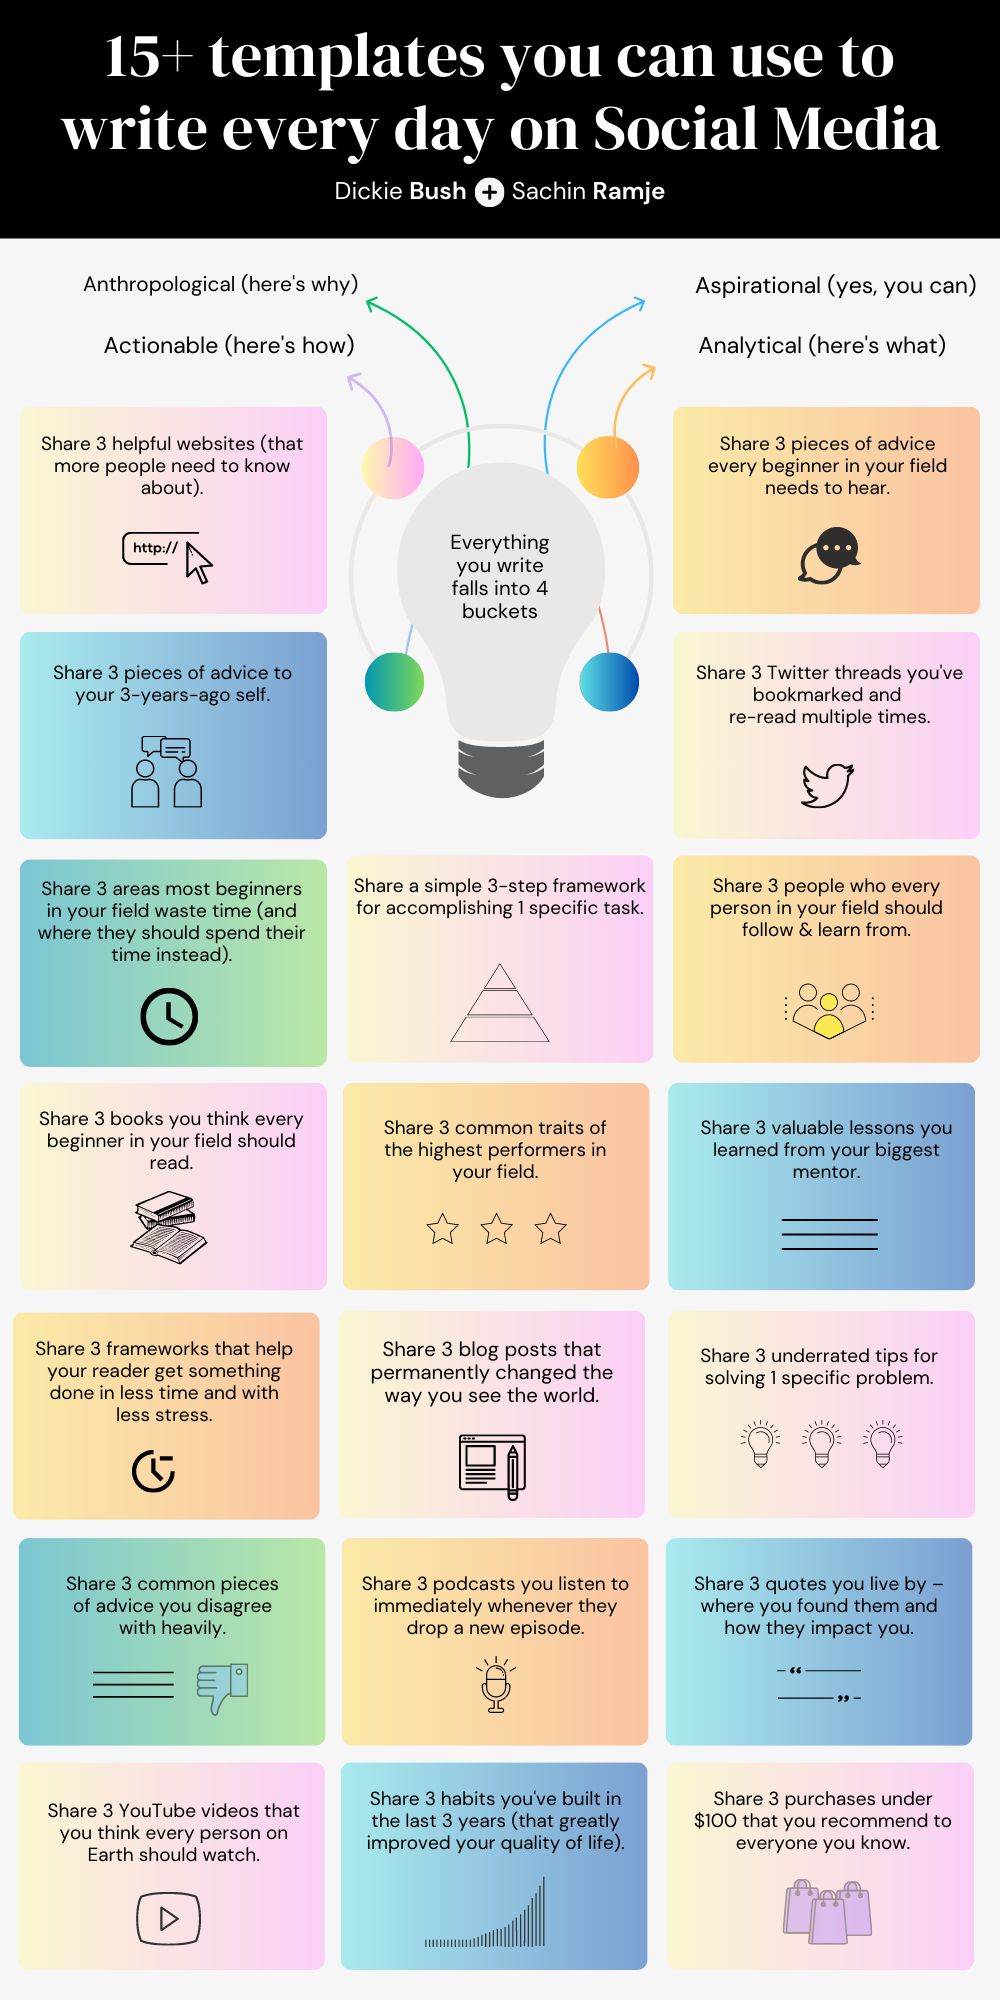 15+ templates you can use to
write every day on Social Media
Dickie Bush + Sachin Ramje
Anthropological (here's why)
Aspirational (yes, you can)
Actionable (here's how)
Analytical (here's what)
Everything
you write
falls into 4
buckets
Share 3 helpful websites (that
more people need to know
about).
http://
Share 3 pieces of advice
every beginner in your field
needs to hear.
Share 3 pieces of advice to
your 3-years-ago self.
Share 3 Twitter threads you've
bookmarked and
re-read multiple times.
Share 3 areas most beginners
in your field waste time (and
where they should spend their
time instead).
Share a simple 3-step framework
for accomplishing 1 specific task.
Share 3 people who every
person in your field should
follow & learn from.
Share 3 books you think every
beginner in your field should
read.
Share 3 common traits of
the highest performers in
your field.
Share 3 valuable lessons you
learned from your biggest
mentor.
Share 3 frameworks that help
your reader get something
done in less time and with
less stress.
Share 3 blog posts that
permanently changed the
way you see the world.
Share 3 underrated tips for
solving 1 specific problem.
Share 3 common pieces
of advice you disagree
with heavily.
Share 3 podcasts you listen to
immediately whenever they
drop a new episode.
Share 3 quotes you live by –
where you found them and
how they impact you.
Share 3 YouTube videos that
you think every person on
Earth should watch.
Share 3 habits you've built in
the last 3 years (that greatly
improved your quality of life).
Share 3 purchases under
$100 that you recommend to
everyone you know.